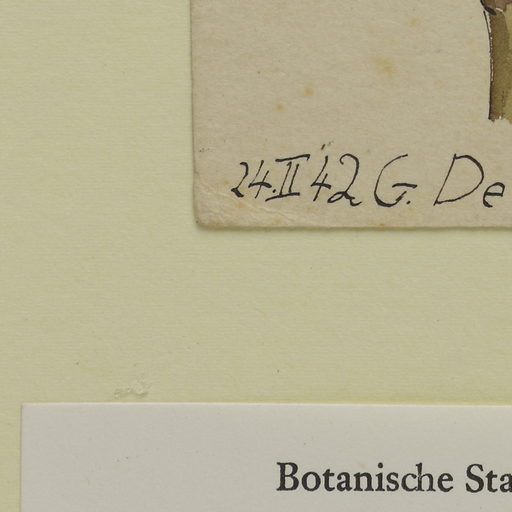 24.II 42 G. De
Botanische Sta